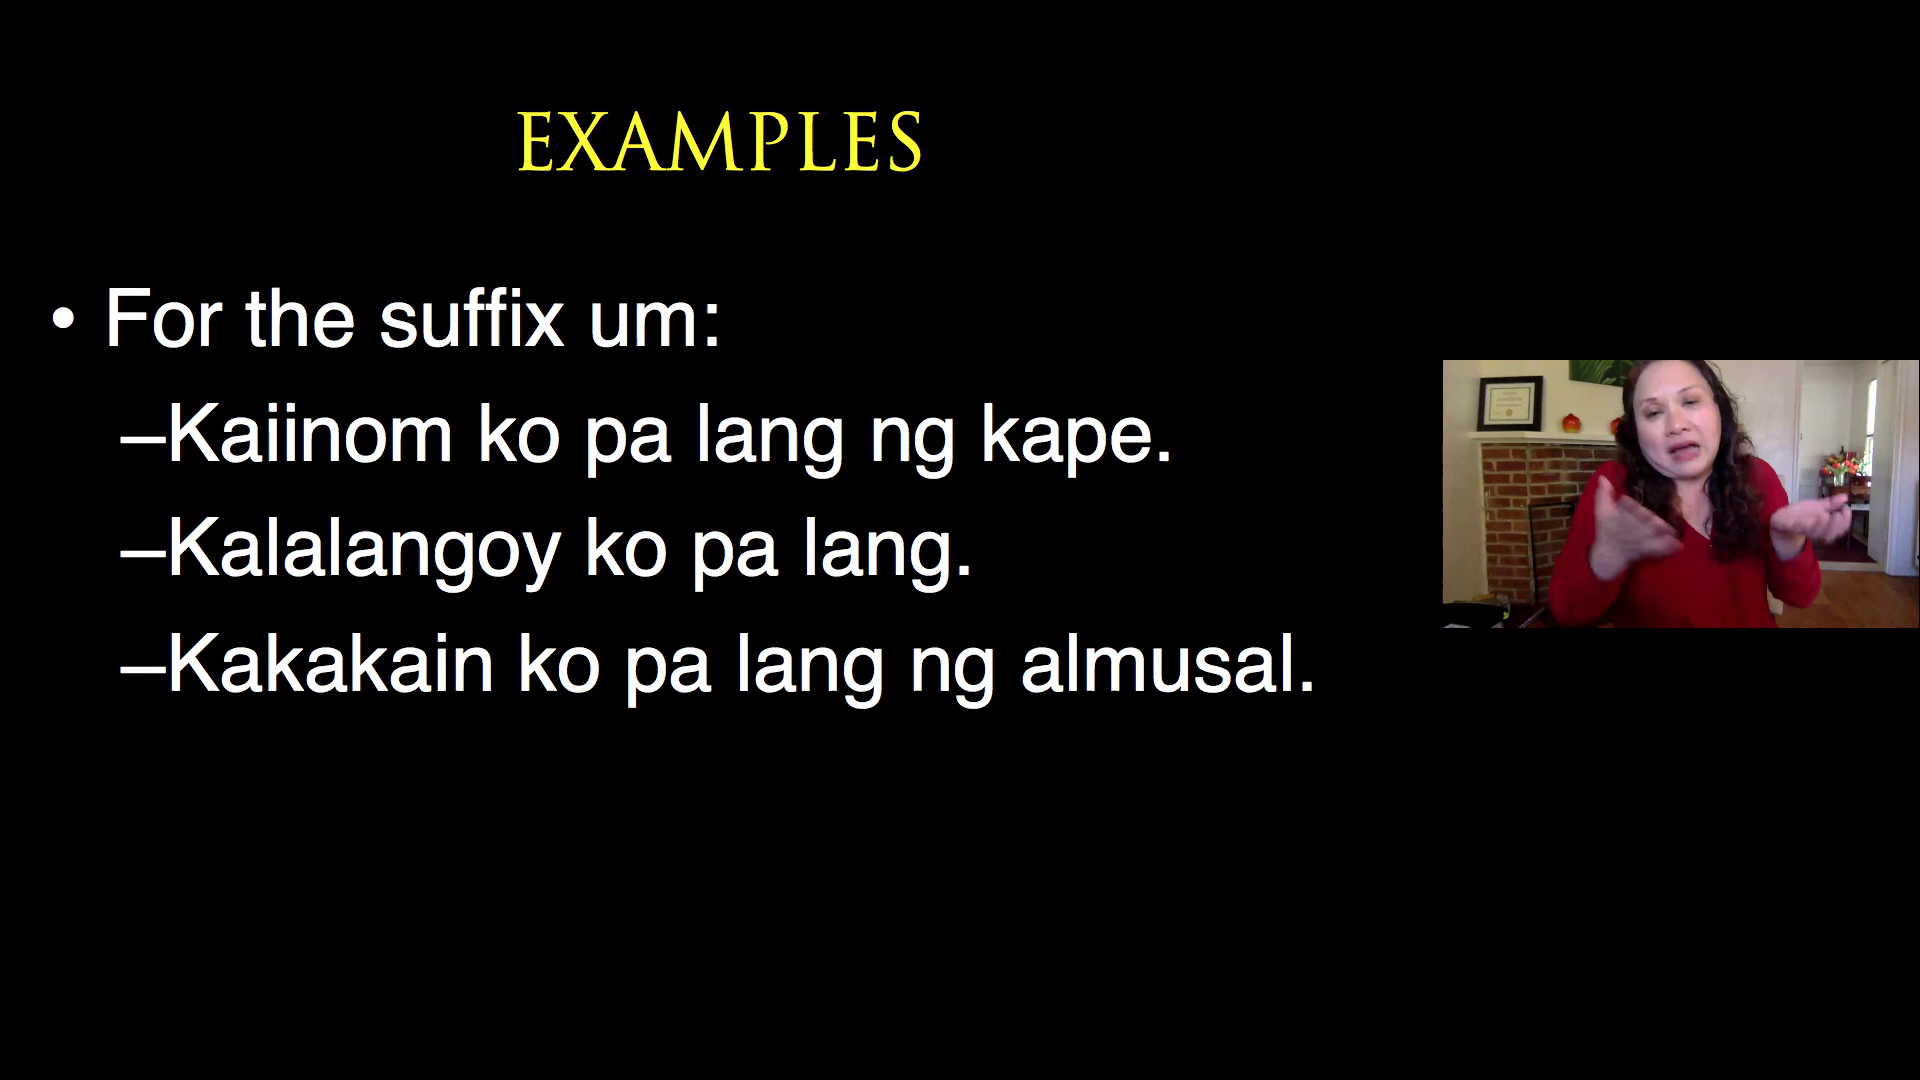 EXAMPLES
• For the suffix um:
–Kaiinom ko pa lang ng kape.
–Kalalangoy ko pa lang.
–Kakakain ko pa lang ng almusal.